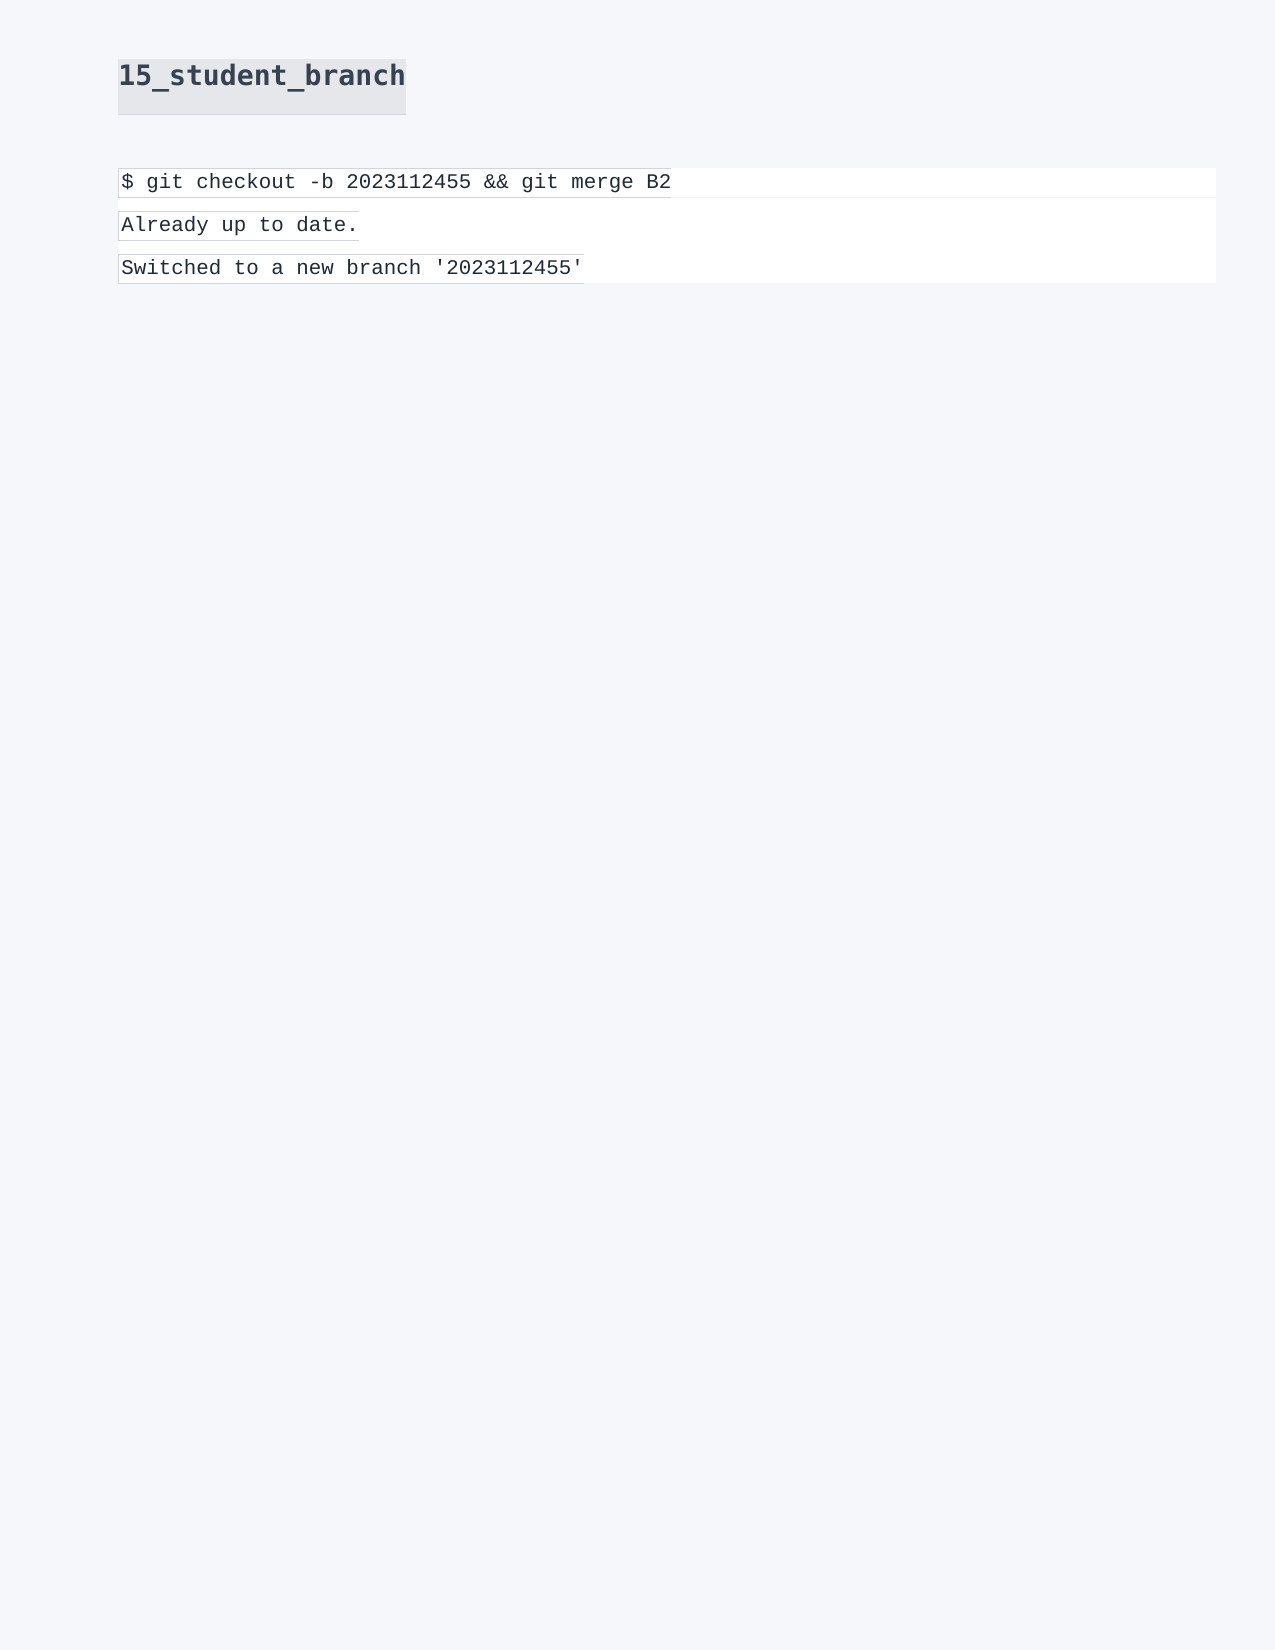 15_student_branch
$ git checkout -b 2023112455 && git merge B2
Already up to date.
Switched to a new branch '2023112455'